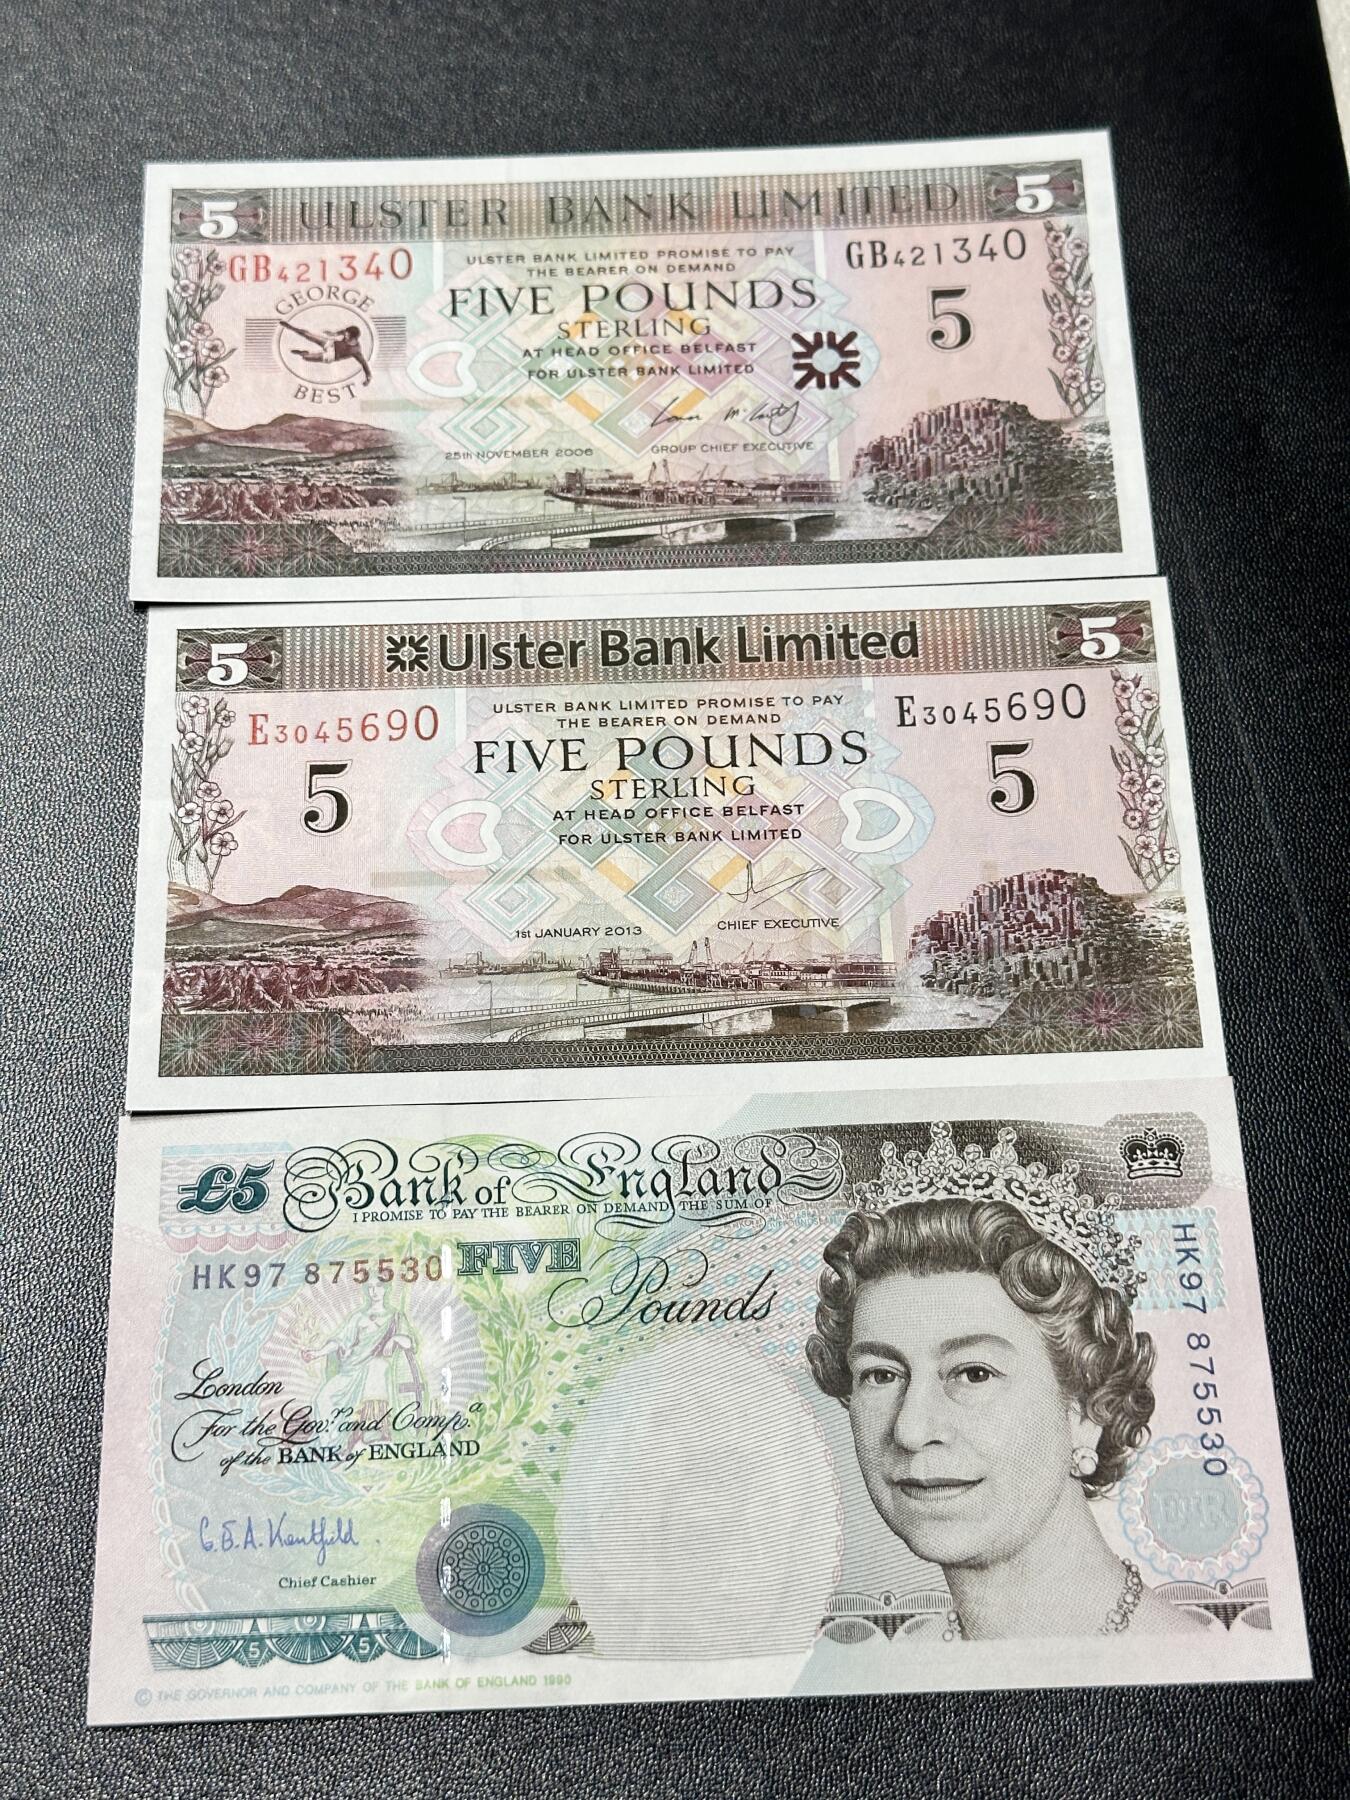 5 ULSTER BANK LIMITED 5
GB421340
GEORGE
BEST
ULSTER BANK LIMITED PROMISE TO PAY
THE BEARER ON DEMAND
FIVE POUNDS
STERLING
AT HEAD OFFICE BELFAST
FOR ULSTER BANK LIMITED
GB421340
5
25th NOVEMBER 2006
GROUP CHIEF EXECUTIVE
5 Ulster Bank Limited 5
E3045690
5
ULSTER BANK LIMITED PROMISE TO PAY
THE BEARER ON DEMAND
FIVE POUNDS
STERLING
AT HEAD OFFICE BELFAST
FOR ULSTER BANK LIMITED
E3045690
5
1st JANUARY 2013
CHIEF EXECUTIVE
£5 Bank of England
I PROMISE TO PAY THE BEARER ON DEMAND THE SUM OF
HK97 875530 FIVE
Pounds
London
For the Govr. and Compa.
of the BANK of ENGLAND
G.E.A. Kentfield
Chief Cashier
HK97 875530
E II R
5 5 5
© THE GOVERNOR AND COMPANY OF THE BANK OF ENGLAND 1990